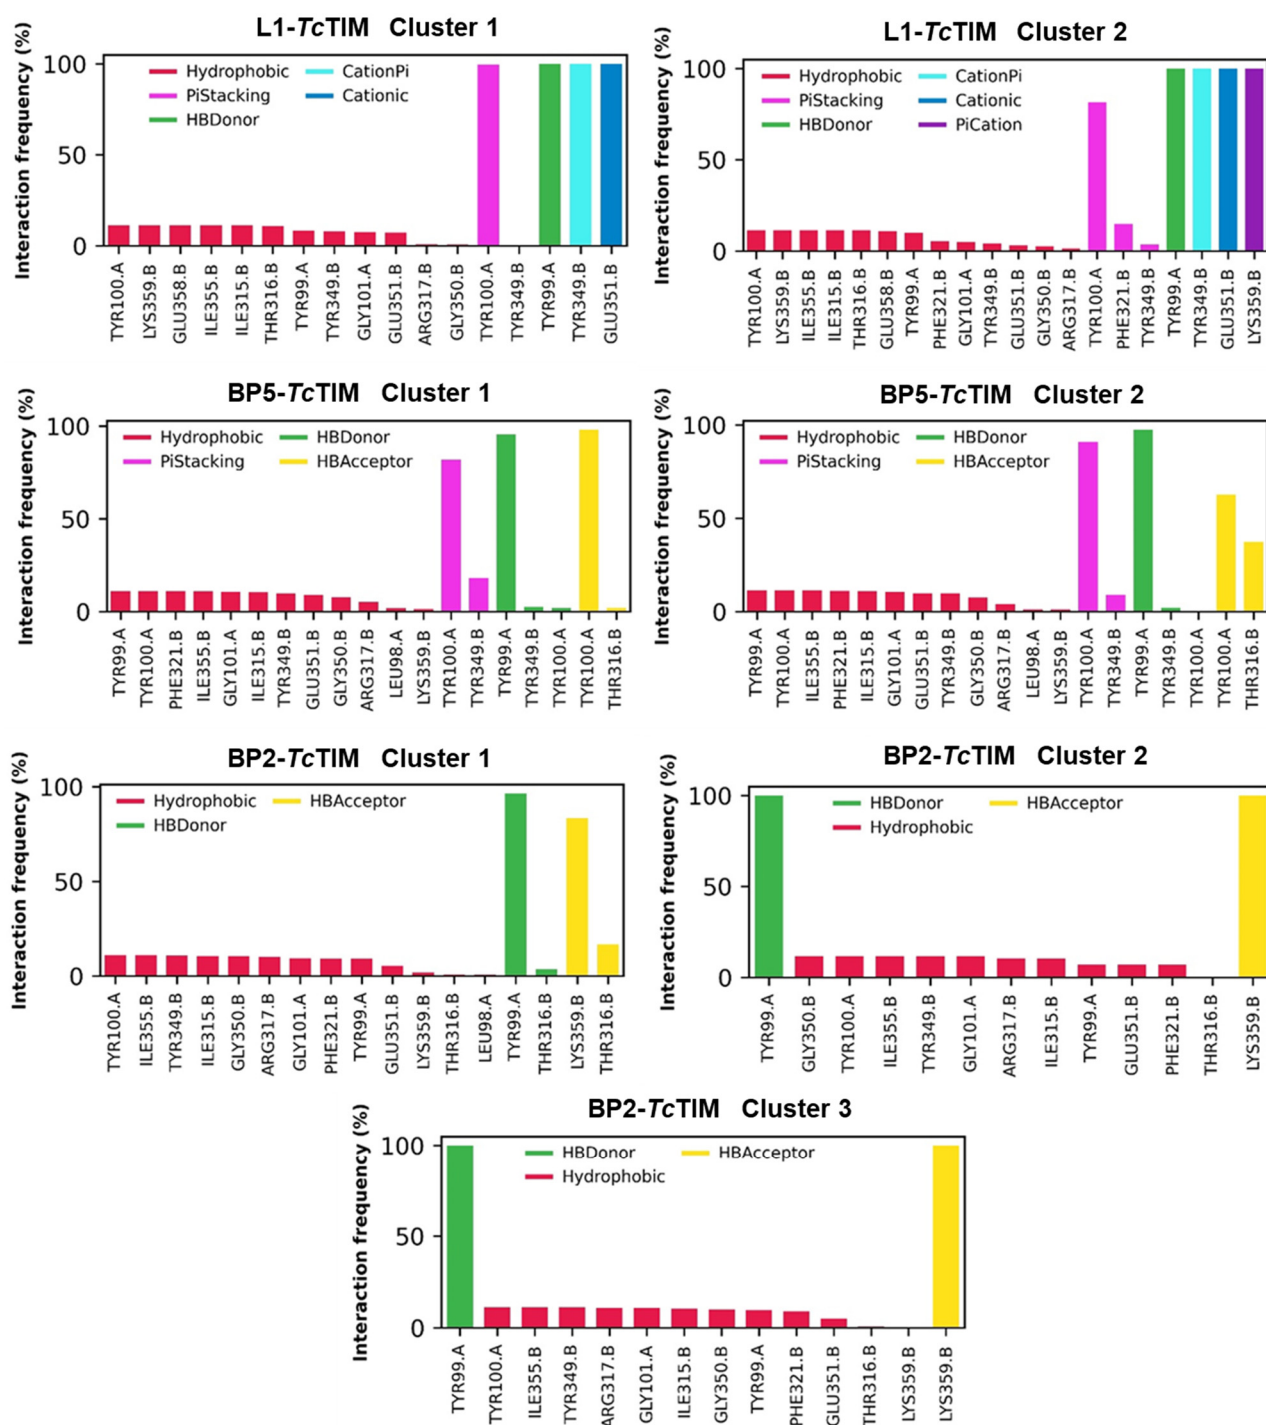 L1-TcTIM Cluster 1
Interaction frequency (%)
100
50
0
Hydrophobic
PiStacking
HBDonor
CationPi
Cationic
TYR100.A
LYS359.B
GLU358.B
ILE355.B
ILE315.B
THR316.B
TYR99.A
TYR349.B
GLY101.A
GLU351.B
ARG317.B
GLY350.B
TYR100.A
TYR349.B
TYR99.A
TYR349.B
GLU351.B
L1-TcTIM Cluster 2
Interaction frequency (%)
100
50
0
Hydrophobic
PiStacking
HBDonor
CationPi
Cationic
PiCation
TYR100.A
LYS359.B
ILE355.B
ILE315.B
THR316.B
GLU358.B
TYR99.A
PHE321.B
GLY101.A
TYR349.B
GLU351.B
GLY350.B
ARG317.B
TYR100.A
PHE321.B
TYR349.B
TYR99.A
TYR349.B
GLU351.B
LYS359.B
BP5-TcTIM Cluster 1
Interaction frequency (%)
100
50
0
Hydrophobic
PiStacking
HBDonor
HBAcceptor
TYR99.A
TYR100.A
PHE321.B
ILE355.B
GLY101.A
ILE315.B
TYR349.B
GLU351.B
GLY350.B
ARG317.B
LEU98.A
LYS359.B
TYR100.A
TYR349.B
TYR99.A
TYR349.B
TYR100.A
TYR100.A
THR316.B
BP5-TcTIM Cluster 2
Interaction frequency (%)
100
50
0
Hydrophobic
PiStacking
HBDonor
HBAcceptor
TYR99.A
TYR100.A
ILE355.B
PHE321.B
ILE315.B
GLY101.A
GLU351.B
TYR349.B
GLY350.B
ARG317.B
LEU98.A
LYS359.B
TYR100.A
TYR349.B
TYR99.A
TYR349.B
TYR100.A
TYR100.A
THR316.B
BP2-TcTIM Cluster 1
Interaction frequency (%)
100
50
0
Hydrophobic
HBDonor
HBAcceptor
TYR100.A
ILE355.B
TYR349.B
ILE315.B
GLY350.B
ARG317.B
GLY101.A
PHE321.B
TYR99.A
GLU351.B
LYS359.B
THR316.B
LEU98.A
TYR99.A
THR316.B
LYS359.B
THR316.B
BP2-TcTIM Cluster 2
Interaction frequency (%)
100
50
0
HBDonor
Hydrophobic
HBAcceptor
TYR99.A
GLY350.B
TYR100.A
ILE355.B
TYR349.B
GLY101.A
ARG317.B
ILE315.B
TYR99.A
GLU351.B
PHE321.B
THR316.B
LYS359.B
BP2-TcTIM Cluster 3
Interaction frequency (%)
100
50
0
HBDonor
Hydrophobic
HBAcceptor
TYR99.A
TYR100.A
ILE355.B
TYR349.B
ARG317.B
GLY101.A
ILE315.B
GLY350.B
TYR99.A
PHE321.B
GLU351.B
THR316.B
LYS359.B
LYS359.B